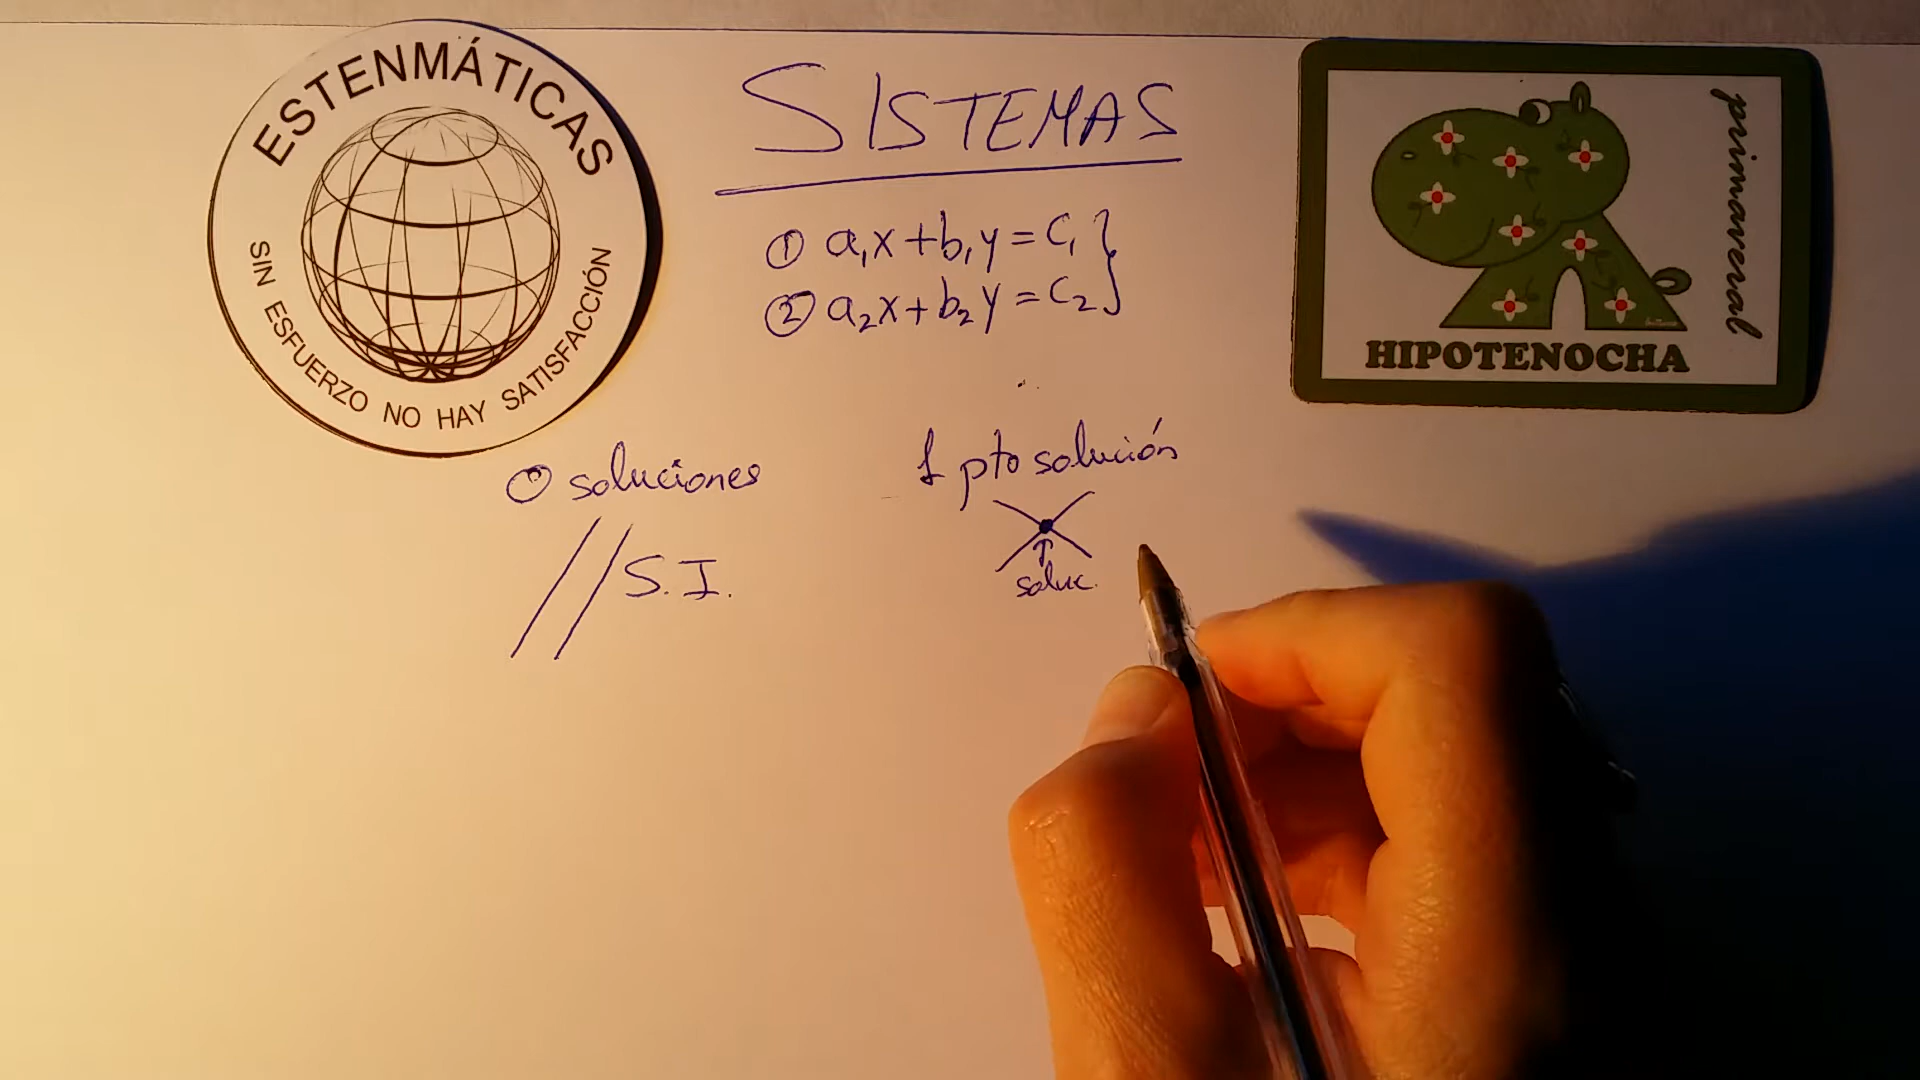 ESTENMÁTICAS
SIN ESFUERZO NO HAY SATISFACCIÓN
SISTEMAS
① a₁x+b₁y=C₁ }
② a₂x+b₂y=C₂
primaveral
HIPOTENOCHA
0 soluciones
1 pto solución
S.I.
soluc.